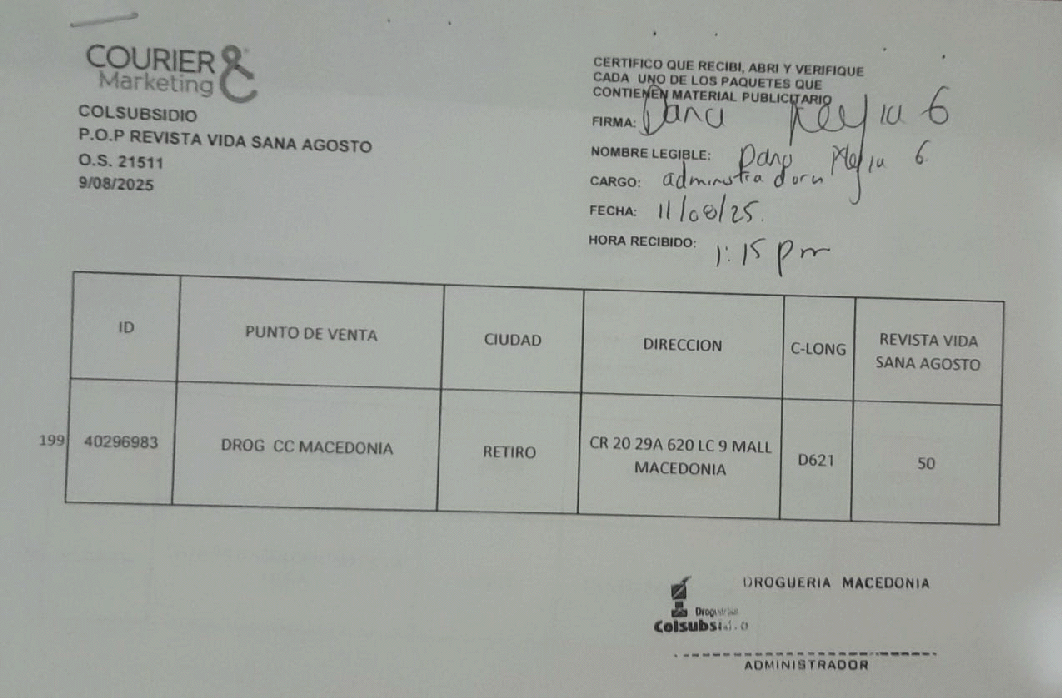 COURIER &
Marketing
COLSUBSIDIO
P.O.P REVISTA VIDA SANA AGOSTO
O.S. 21511
9/08/2025
CERTIFICO QUE RECIBI, ABRI Y VERIFIQUE
CADA UNO DE LOS PAQUETES QUE
CONTIENEN MATERIAL PUBLICITARIO
FIRMA:
NOMBRE LEGIBLE:
CARGO: administradora
FECHA: 11/08/25
HORA RECIBIDO: 1:15 pm
ID PUNTO DE VENTA CIUDAD DIRECCION C-LONG REVISTA VIDA SANA AGOSTO
199 40296983 DROG CC MACEDONIA RETIRO CR 20 29A 620 LC 9 MALL MACEDONIA D621 50
DROGUERIA MACEDONIA
Droguerías
Colsubsidio
ADMINISTRADOR